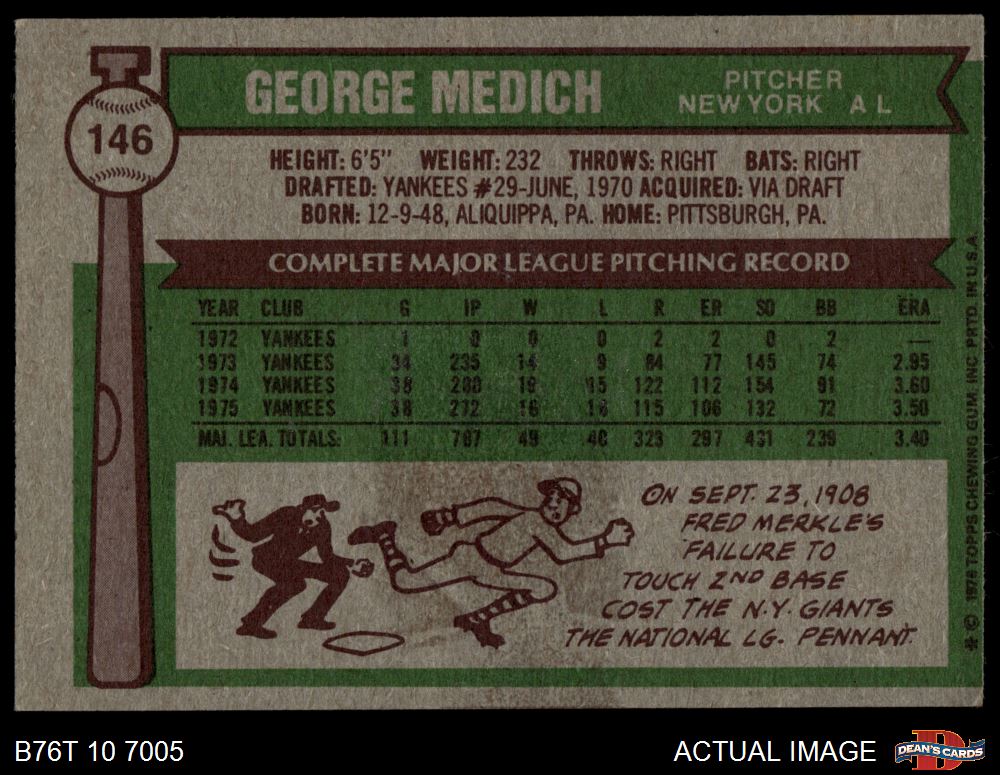 146
GEORGE MEDICH
PITCHER
NEW YORK A L
HEIGHT: 6'5" WEIGHT: 232 THROWS: RIGHT BATS: RIGHT
DRAFTED: YANKEES #29-JUNE, 1970 ACQUIRED: VIA DRAFT
BORN: 12-9-48, ALIQUIPPA, PA. HOME: PITTSBURGH, PA.
COMPLETE MAJOR LEAGUE PITCHING RECORD
YEAR CLUB G IP W L R ER SO BB ERA
1972 YANKEES 1 0 0 0 2 2 0 2 —
1973 YANKEES 34 235 14 9 84 77 145 74 2.95
1974 YANKEES 38 280 19 15 122 112 154 91 3.60
1975 YANKEES 38 272 16 16 115 106 132 72 3.50
MAJ. LEA. TOTALS: 111 787 49 40 323 297 431 239 3.40
ON SEPT. 23, 1908
FRED MERKLE'S
FAILURE TO
TOUCH 2ND BASE
COST THE N.Y. GIANTS
THE NATIONAL LG. PENNANT.
* © 1976 TOPPS CHEWING GUM, INC. PRTD. IN U.S.A.
B76T 10 7005
ACTUAL IMAGE
DEAN'S CARDS